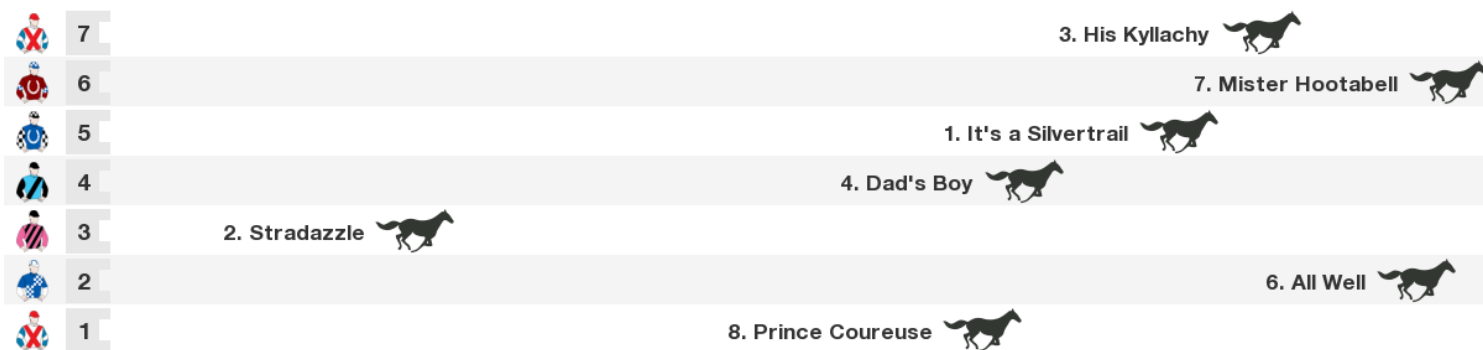 7 3. His Kyllachy
6 7. Mister Hootabell
5 1. It's a Silvertrail
4 4. Dad's Boy
3 2. Stradazzle
2 6. All Well
1 8. Prince Coureuse